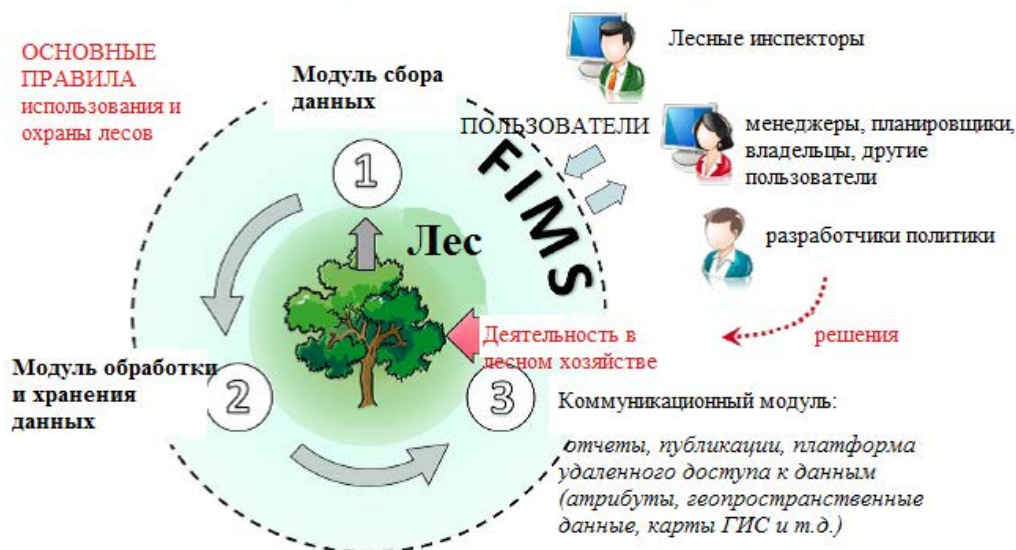 ОСНОВНЫЕ
ПРАВИЛА
использования и
охраны лесов
Модуль сбора
данных
1
Лес
FIMS
ПОЛЬЗОВАТЕЛИ
Лесные инспекторы
менеджеры, планировщики,
владельцы, другие
пользователи
разработчики политики
решения
Деятельность в
лесном хозяйстве
Модуль обработки
и хранения
данных
2
3
Коммуникационный модуль:
отчеты, публикации, платформа
удаленного доступа к данным
(атрибуты, геопространственные
данные, карты ГИС и т.д.)